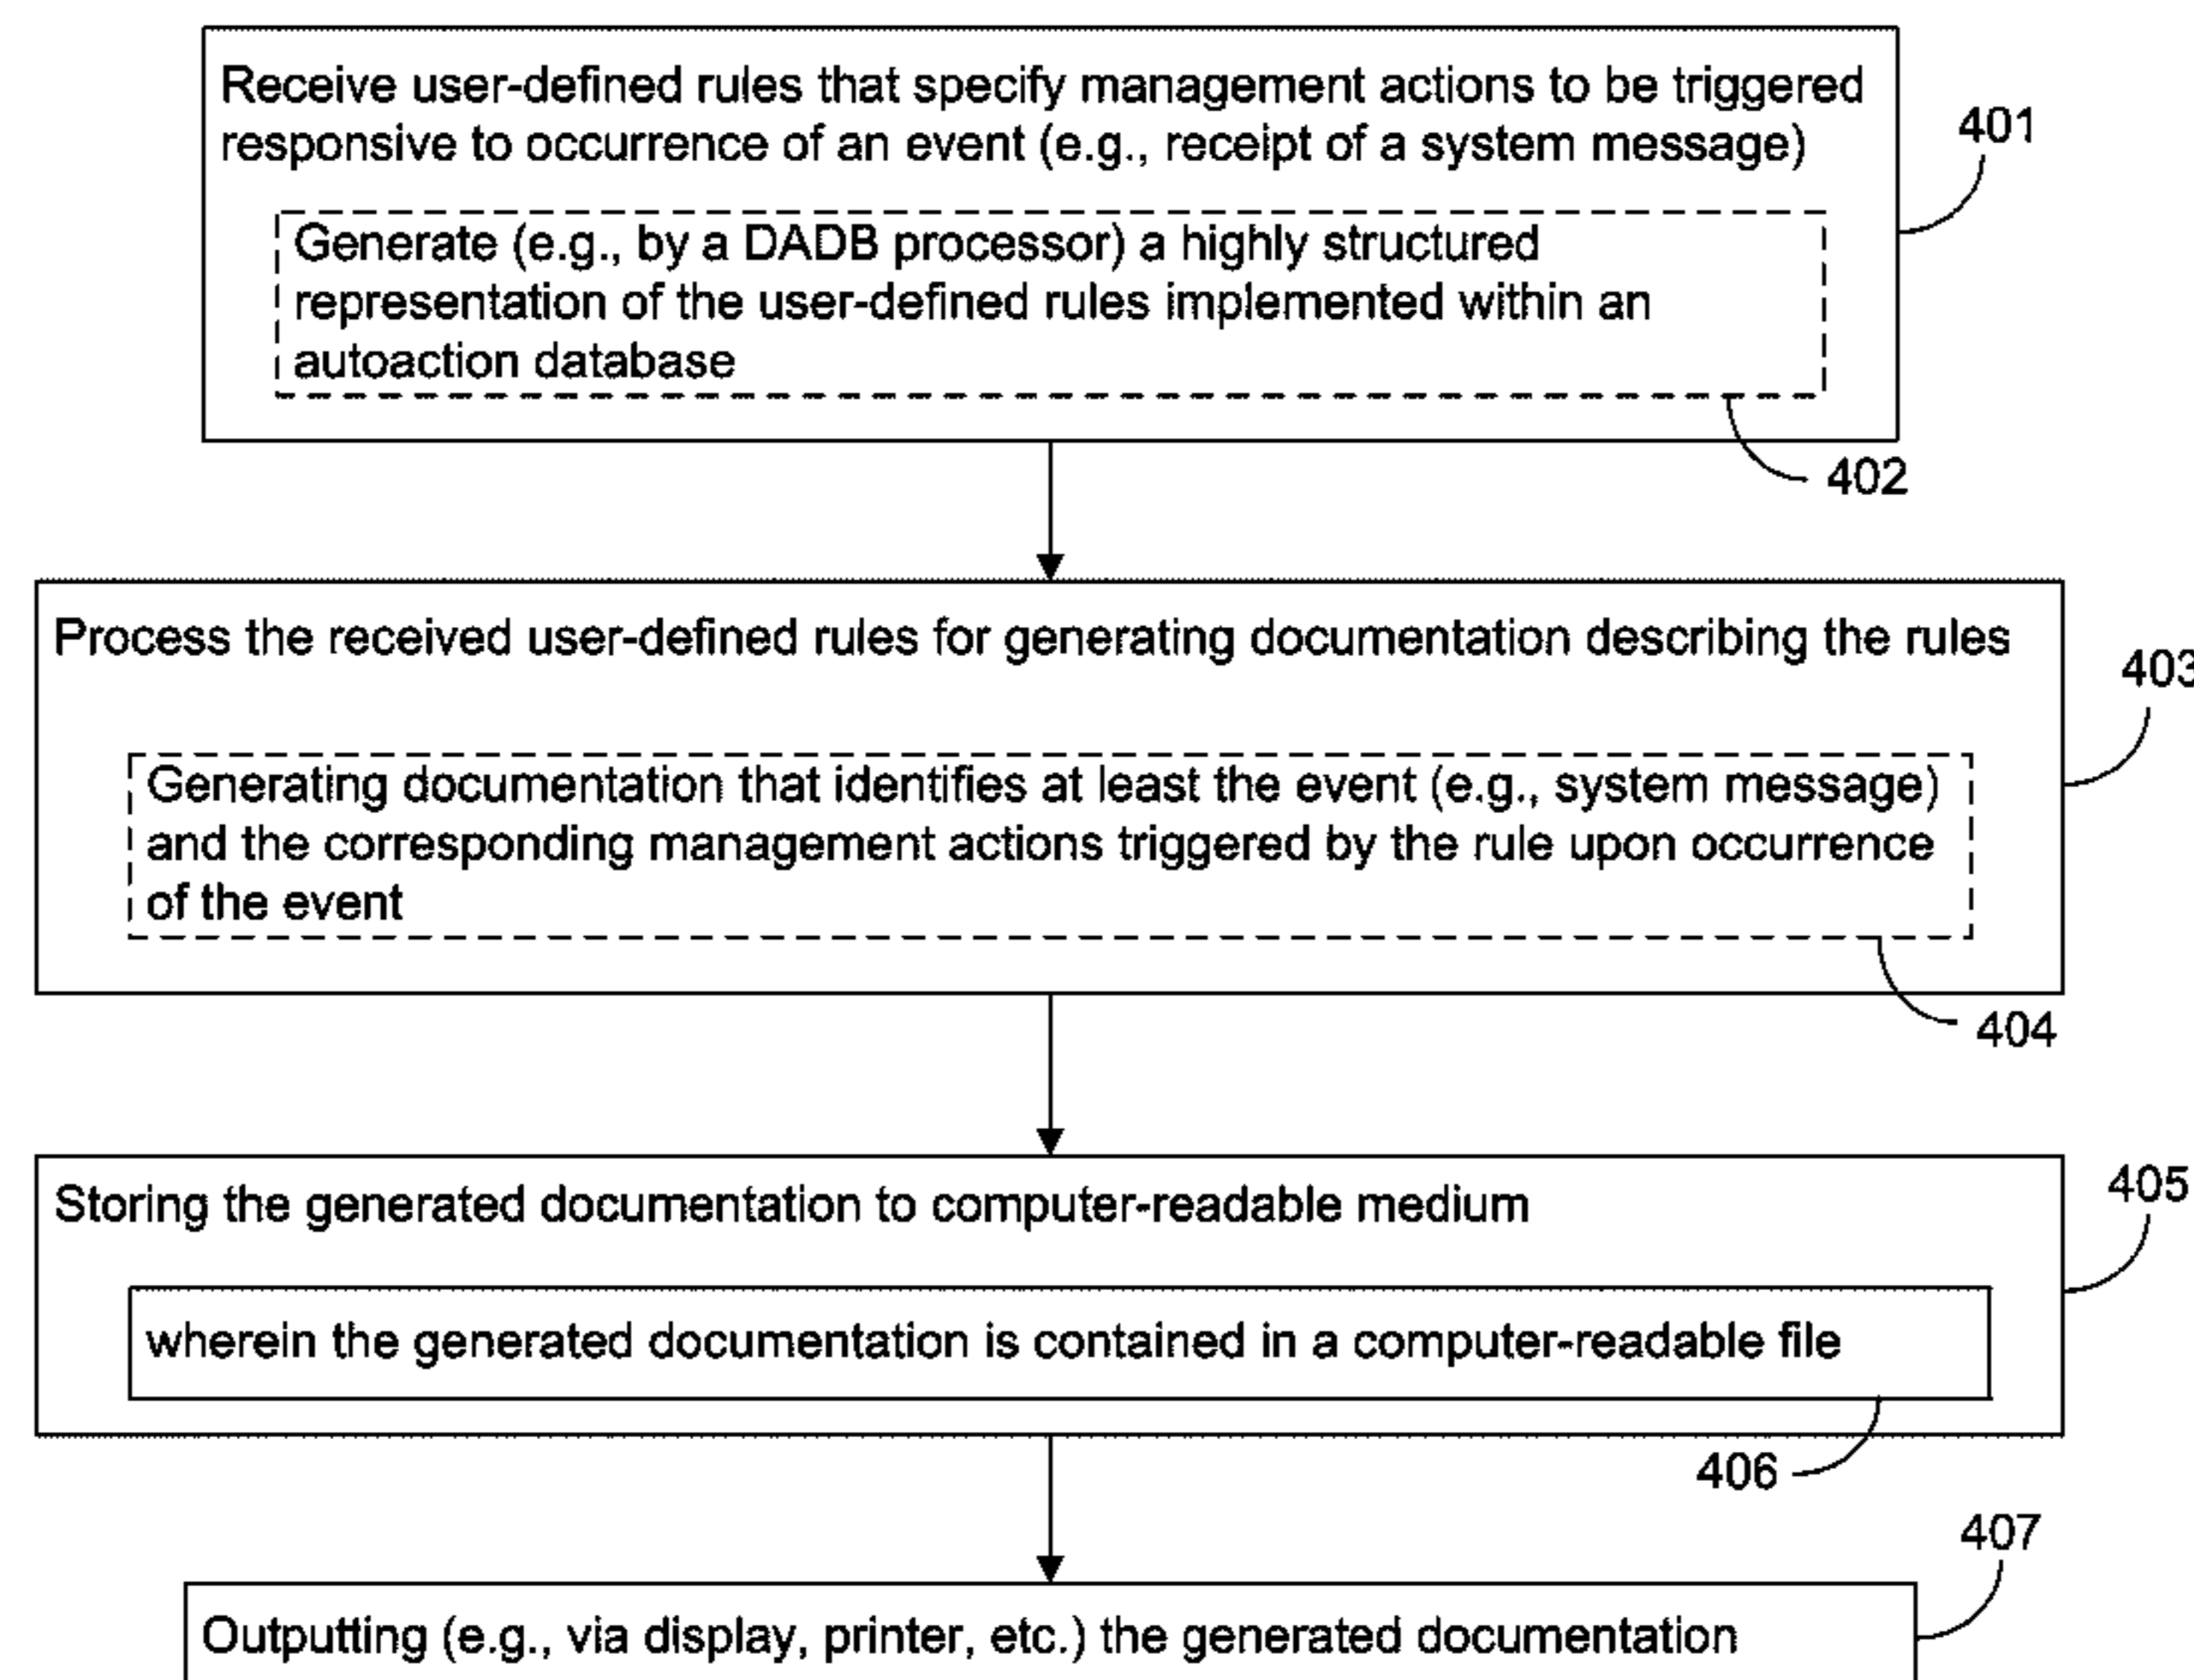 Receive user-defined rules that specify management actions to be triggered
responsive to occurrence of an event (e.g., receipt of a system message)
401
Generate (e.g., by a DADB processor) a highly structured
representation of the user-defined rules implemented within an
autoaction database
402
Process the received user-defined rules for generating documentation describing the rules
403
Generating documentation that identifies at least the event (e.g., system message)
and the corresponding management actions triggered by the rule upon occurrence
of the event
404
Storing the generated documentation to computer-readable medium
405
wherein the generated documentation is contained in a computer-readable file
406
407
Outputting (e.g., via display, printer, etc.) the generated documentation